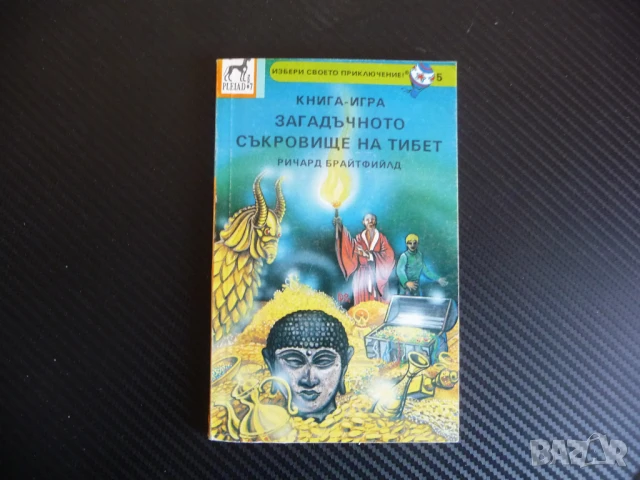 ИЗБЕРИ СВОЕТО ПРИКЛЮЧЕНИЕ!®
5
PLEIAD
КНИГА-ИГРА
ЗАГАДЪЧНОТО
СЪКРОВИЩЕ НА ТИБЕТ
РИЧАРД БРАЙТФИЙЛД
BAZAR